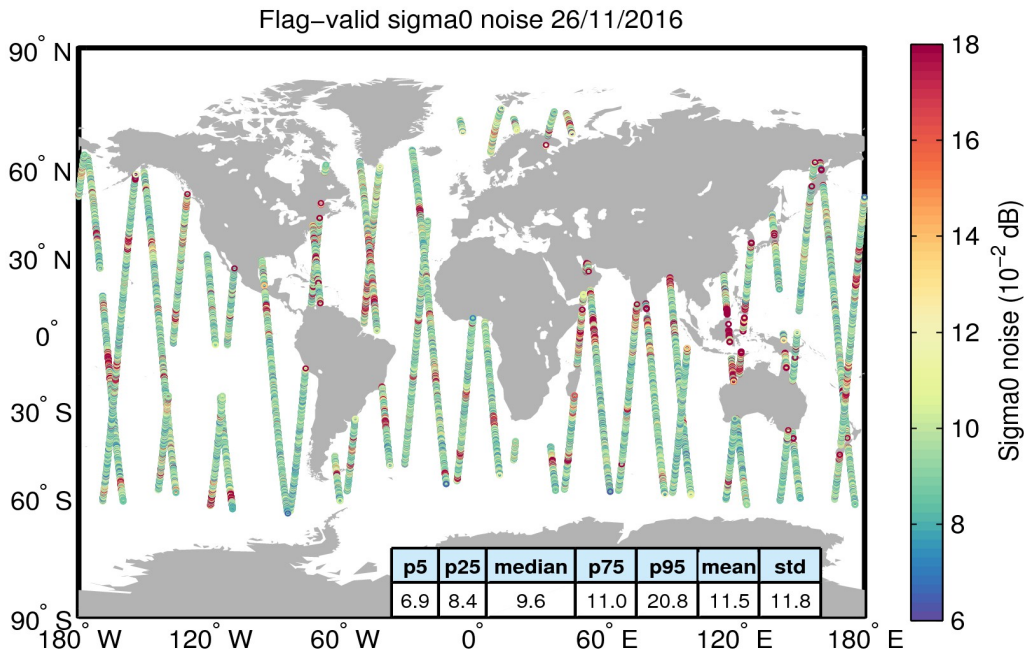 Flag−valid sigma0 noise 26/11/2016
90° N
60° N
30° N
0°
30° S
60° S
90° S
180° W 120° W 60° W 0° 60° E 120° E 180° E
p5 p25 median p75 p95 mean std
6.9 8.4 9.6 11.0 20.8 11.5 11.8
18
16
14
12
10
8
6
Sigma0 noise (10⁻² dB)